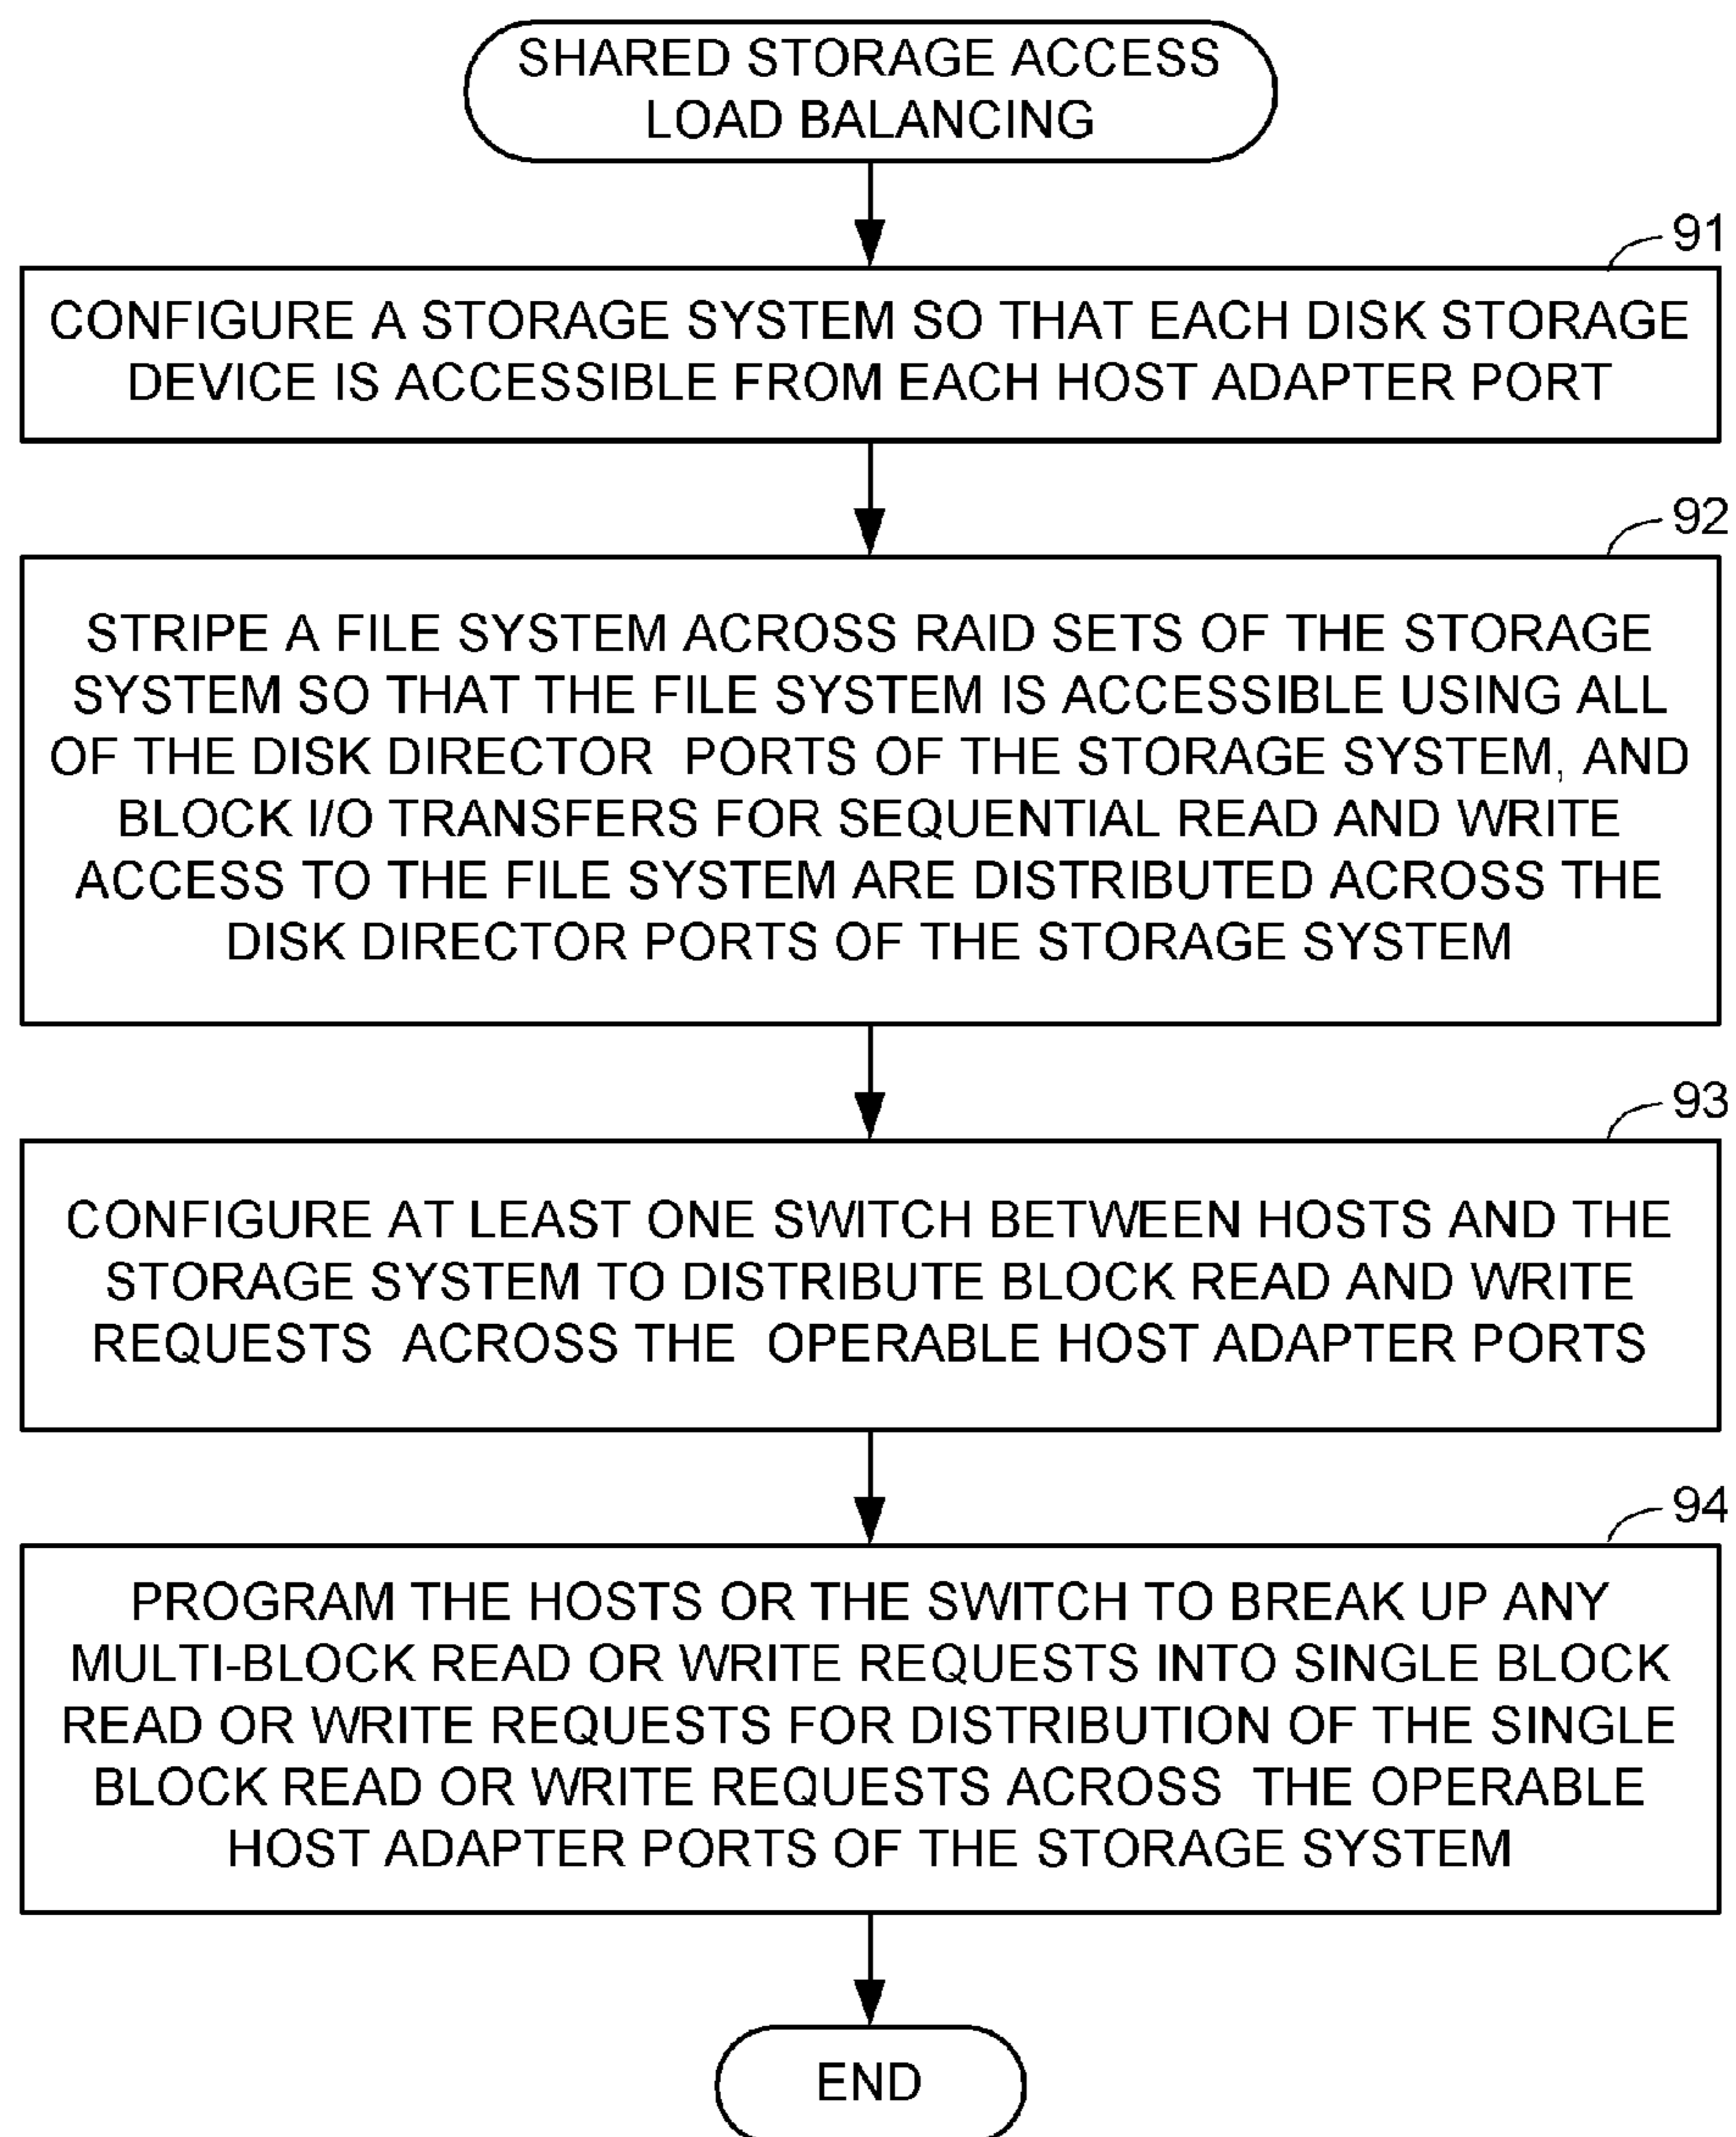 SHARED STORAGE ACCESS
LOAD BALANCING
91
CONFIGURE A STORAGE SYSTEM SO THAT EACH DISK STORAGE
DEVICE IS ACCESSIBLE FROM EACH HOST ADAPTER PORT
92
STRIPE A FILE SYSTEM ACROSS RAID SETS OF THE STORAGE
SYSTEM SO THAT THE FILE SYSTEM IS ACCESSIBLE USING ALL
OF THE DISK DIRECTOR PORTS OF THE STORAGE SYSTEM, AND
BLOCK I/O TRANSFERS FOR SEQUENTIAL READ AND WRITE
ACCESS TO THE FILE SYSTEM ARE DISTRIBUTED ACROSS THE
DISK DIRECTOR PORTS OF THE STORAGE SYSTEM
93
CONFIGURE AT LEAST ONE SWITCH BETWEEN HOSTS AND THE
STORAGE SYSTEM TO DISTRIBUTE BLOCK READ AND WRITE
REQUESTS ACROSS THE OPERABLE HOST ADAPTER PORTS
94
PROGRAM THE HOSTS OR THE SWITCH TO BREAK UP ANY
MULTI-BLOCK READ OR WRITE REQUESTS INTO SINGLE BLOCK
READ OR WRITE REQUESTS FOR DISTRIBUTION OF THE SINGLE
BLOCK READ OR WRITE REQUESTS ACROSS THE OPERABLE
HOST ADAPTER PORTS OF THE STORAGE SYSTEM
END